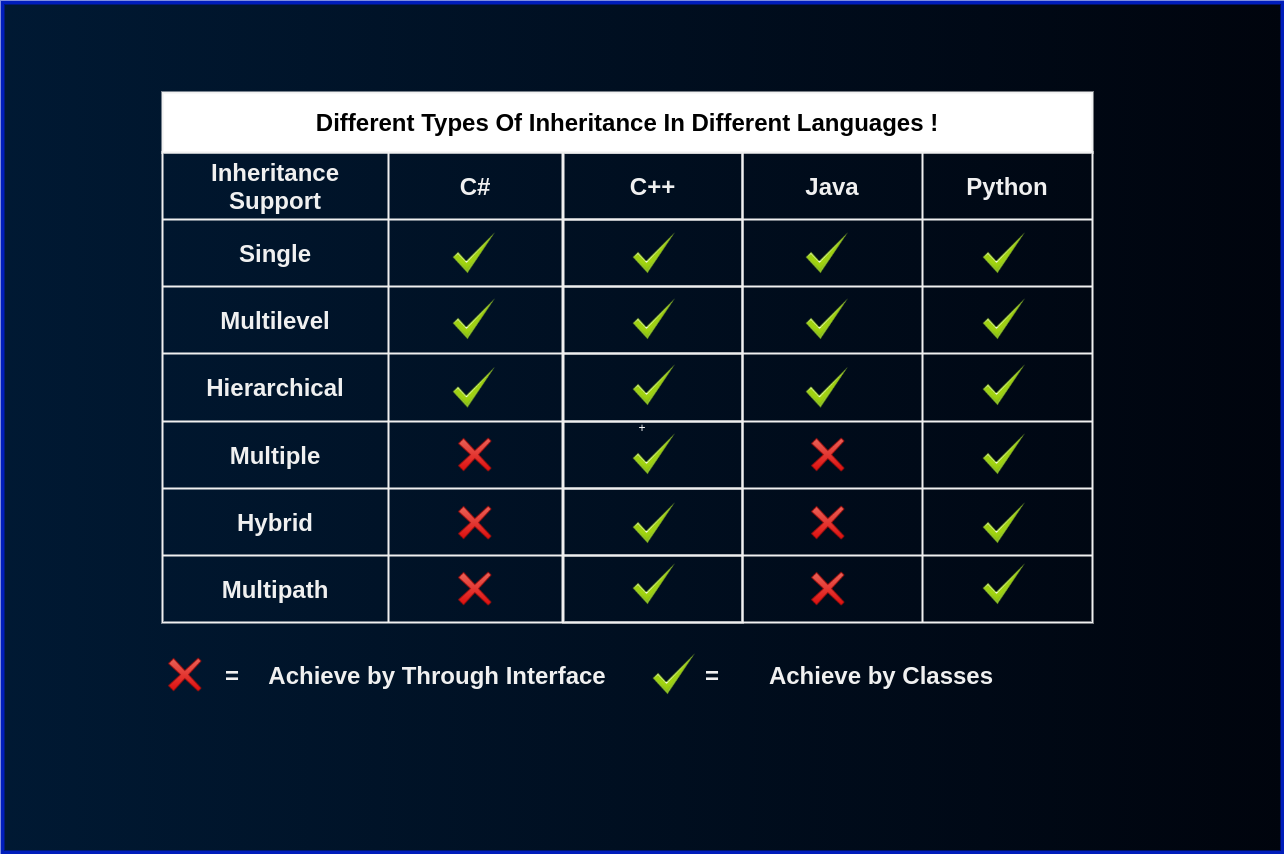 Different Types Of Inheritance In Different Languages !
Inheritance
Support
C#
C++
Java
Python
Single
Multilevel
Hierarchical
+
Multiple
Hybrid
Multipath
= Achieve by Through Interface
= Achieve by Classes